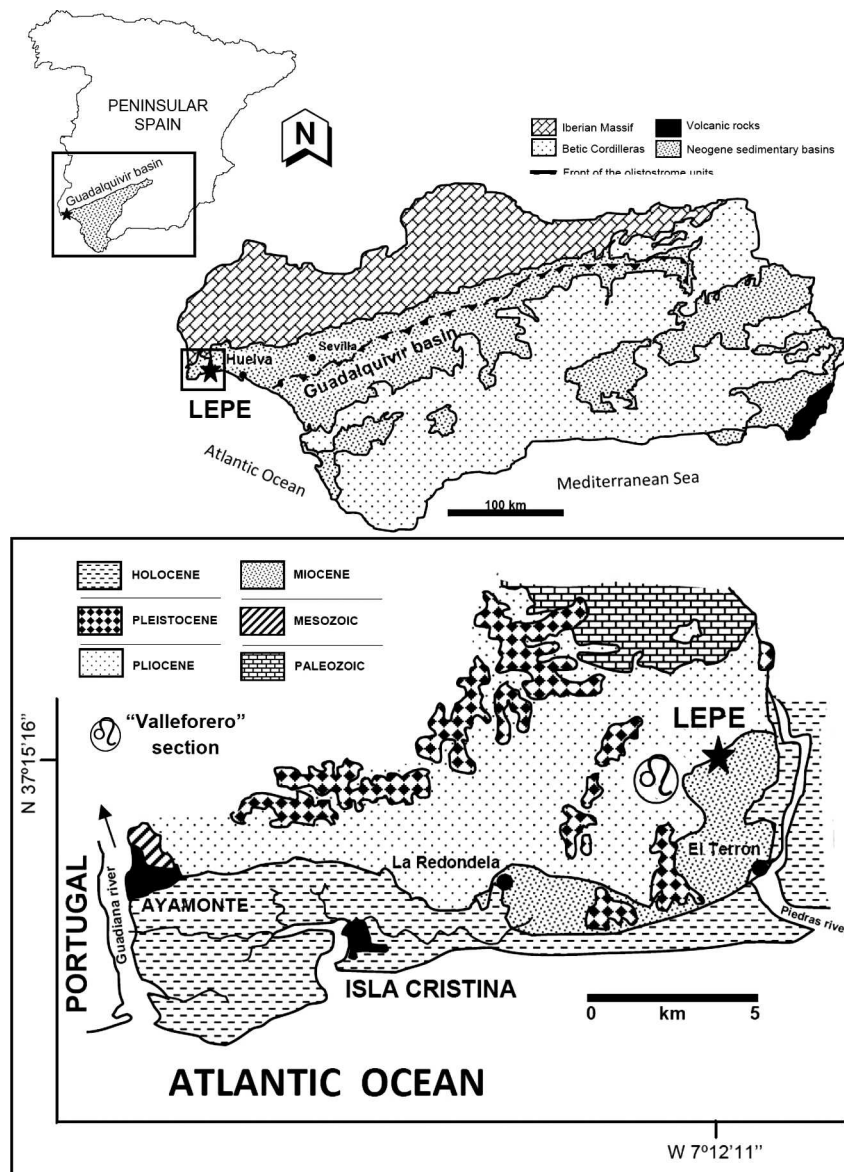 PENINSULAR
SPAIN
Guadalquivir basin
N
Iberian Massif
Volcanic rocks
Betic Cordilleras
Neogene sedimentary basins
Front of the olistostrome units
Sevilla
Huelva
Guadalquivir basin
LEPE
Atlantic Ocean
Mediterranean Sea
100 km
HOLOCENE
MIOCENE
PLEISTOCENE
MESOZOIC
PLIOCENE
PALEOZOIC
“Valleforero”
section
LEPE
N 37º15'16’’
El Terrón
La Redondela
PORTUGAL
Guadiana river
AYAMONTE
Piedras river
ISLA CRISTINA
0 km 5
ATLANTIC OCEAN
W 7º12'11’’